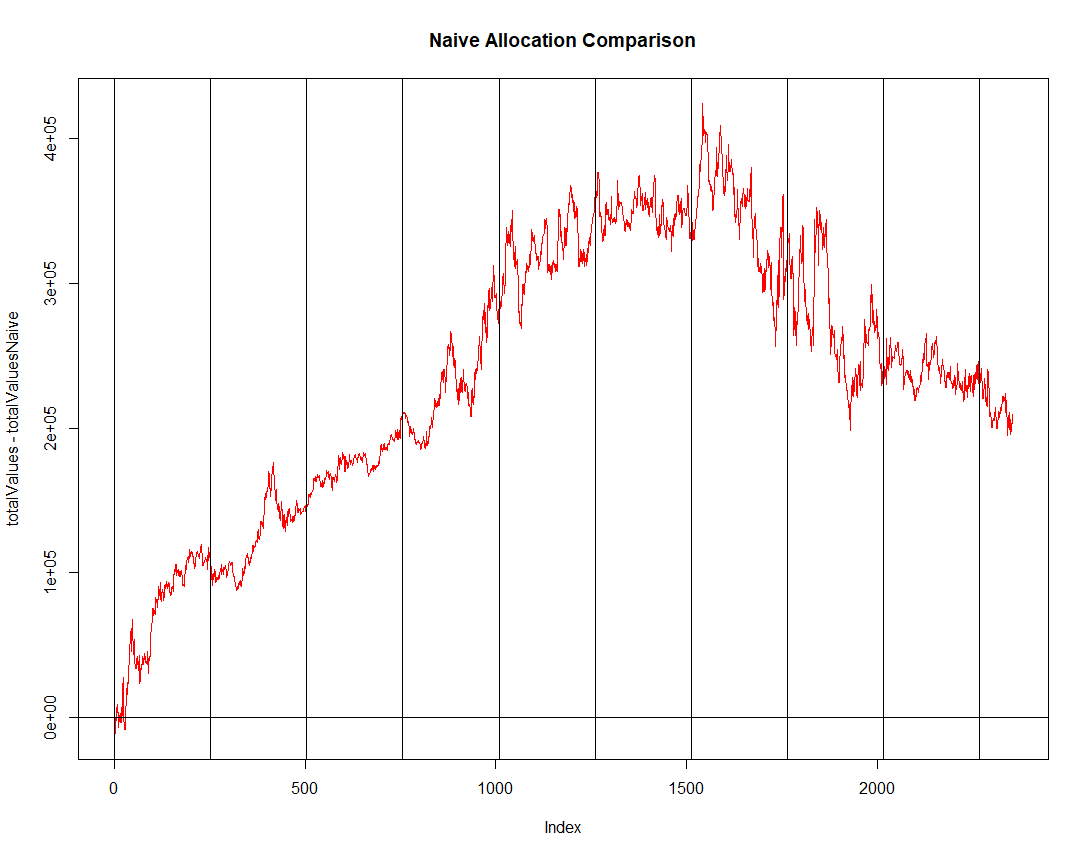 Naive Allocation Comparison
totalValues - totalValuesNaive
4e+05
3e+05
2e+05
1e+05
0e+00
0
500
1000
1500
2000
Index